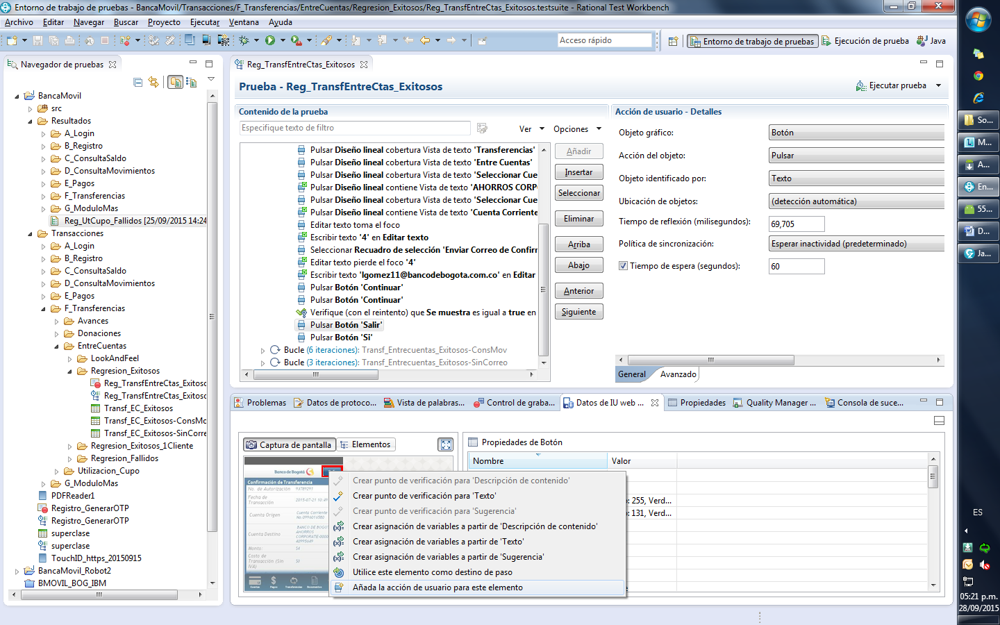 Entorno de trabajo de pruebas - BancaMovil/Transacciones/F_Transferencias/EntreCuentas/Regresion_Exitosos/Reg_TransfEntreCtas_Exitosos.testsuite - Rational Test Workbench
Archivo Editar Navegar Buscar Proyecto Ejecutar Ventana Ayuda
Acceso rápido
Entorno de trabajo de pruebas
Ejecución de prueba
Java
Navegador de pruebas
BancaMovil
src
Resultados
A_Login
B_Registro
C_ConsultaSaldo
D_ConsultaMovimientos
E_Pagos
F_Transferencias
G_ModuloMas
Reg_UtCupo_Fallidos [25/09/2015 14:24
Transacciones
A_Login
B_Registro
C_ConsultaSaldo
D_ConsultaMovimientos
E_Pagos
F_Transferencias
Avances
Donaciones
EntreCuentas
LookAndFeel
Regresion_Exitosos
Reg_TransfEntreCtas_Exitosc
Reg_TransfEntreCtas_Exitosc
Transf_EC_Exitosos
Transf_EC_Exitosos-ConsMo
Transf_EC_Exitosos-SinCorre
Regresion_Exitosos_1Cliente
Regresion_Fallidos
Utilizacion_Cupo
G_ModuloMas
PDFReader1
Registro_GenerarOTP
Registro_GenerarOTP
superclase
superclase
TouchID_https_20150915
BancaMovil_Robot2
BMOVIL_BOG_IBM
Reg_TransfEntreCtas_Exitosos
Prueba - Reg_TransfEntreCtas_Exitosos
Ejecutar prueba
Contenido de la prueba
Especifique texto de filtro
Ver
Opciones
Pulsar Diseño lineal cobertura Vista de texto 'Transferencias'
Pulsar Diseño lineal cobertura Vista de texto 'Entre Cuentas'
Pulsar Diseño lineal cobertura Vista de texto 'Seleccionar Cue
Pulsar Diseño lineal contiene Vista de texto 'AHORROS CORP
Pulsar Diseño lineal cobertura Vista de texto 'Seleccionar Cue
Pulsar Diseño lineal contiene Vista de texto 'Cuenta Corriente
Editar texto toma el foco
Escribir texto '4' en Editar texto
Seleccionar Recuadro de selección 'Enviar Correo de Confirr
Editar texto pierde el foco '4'
Escribir texto 'lgomez11@bancodebogota.com.co' en Editar
Pulsar Botón 'Continuar'
Pulsar Botón 'Continuar'
Verifique (con el reintento) que Se muestra es igual a true en
Pulsar Botón 'Salir'
Pulsar Botón 'Si'
Bucle (6 iteraciones): Transf_Entrecuentas_Exitosos-ConsMov
Bucle (3 iteraciones): Transf_Entrecuentas_Exitosos-SinCorreo
Añadir
Insertar
Seleccionar
Eliminar
Arriba
Abajo
Anterior
Siguiente
Acción de usuario - Detalles
Objeto gráfico: Botón
Acción del objeto: Pulsar
Objeto identificado por: Texto
Ubicación de objetos: (detección automática)
Tiempo de reflexión (milisegundos): 69,705
Política de sincronización: Esperar inactividad (predeterminado)
Tiempo de espera (segundos): 60
General Avanzado
Problemas
Datos de protoco...
Vista de palabras...
Control de graba...
Datos de IU web ...
Propiedades
Quality Manager ...
Consola de suce...
Captura de pantalla
Elementos
Propiedades de Botón
Nombre Valor
o: 255, Verd...
o: 131, Verd...
Banco de Bogotá
Confirmación de Transferencia
No. de Autorización 93789291
Fecha de Transacción 2015-07-21 10:49
Cuenta Origen Cuenta Corriente
Cuenta Destino BANCO DE BOGOTÁ AHORROS
Monto: $4
Costo de Transacción (Sin IVA) $0
Crear punto de verificación para 'Descripción de contenido'
Crear punto de verificación para 'Texto'
Crear punto de verificación para 'Sugerencia'
Crear asignación de variables a partir de 'Descripción de contenido'
Crear asignación de variables a partir de 'Texto'
Crear asignación de variables a partir de 'Sugerencia'
Utilice este elemento como destino de paso
Añada la acción de usuario para este elemento
So...
M...
A...
En...
55...
D...
Ja...
ES
05:21 p.m.
28/09/2015